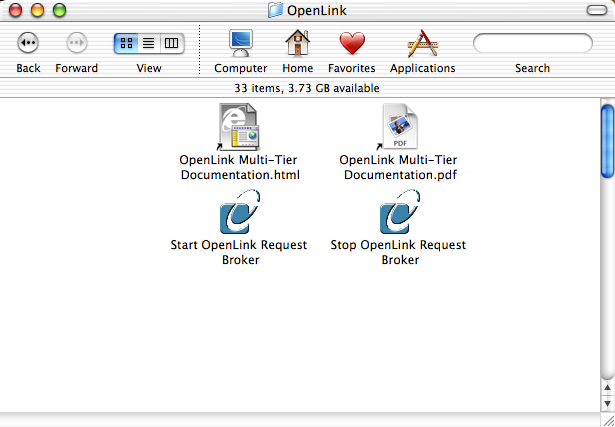 OpenLink
Back Forward View Computer Home Favorites Applications Search
33 items, 3.73 GB available
PDF
OpenLink Multi-Tier
Documentation.html
OpenLink Multi-Tier
Documentation.pdf
Start OpenLink Request
Broker
Stop OpenLink Request
Broker